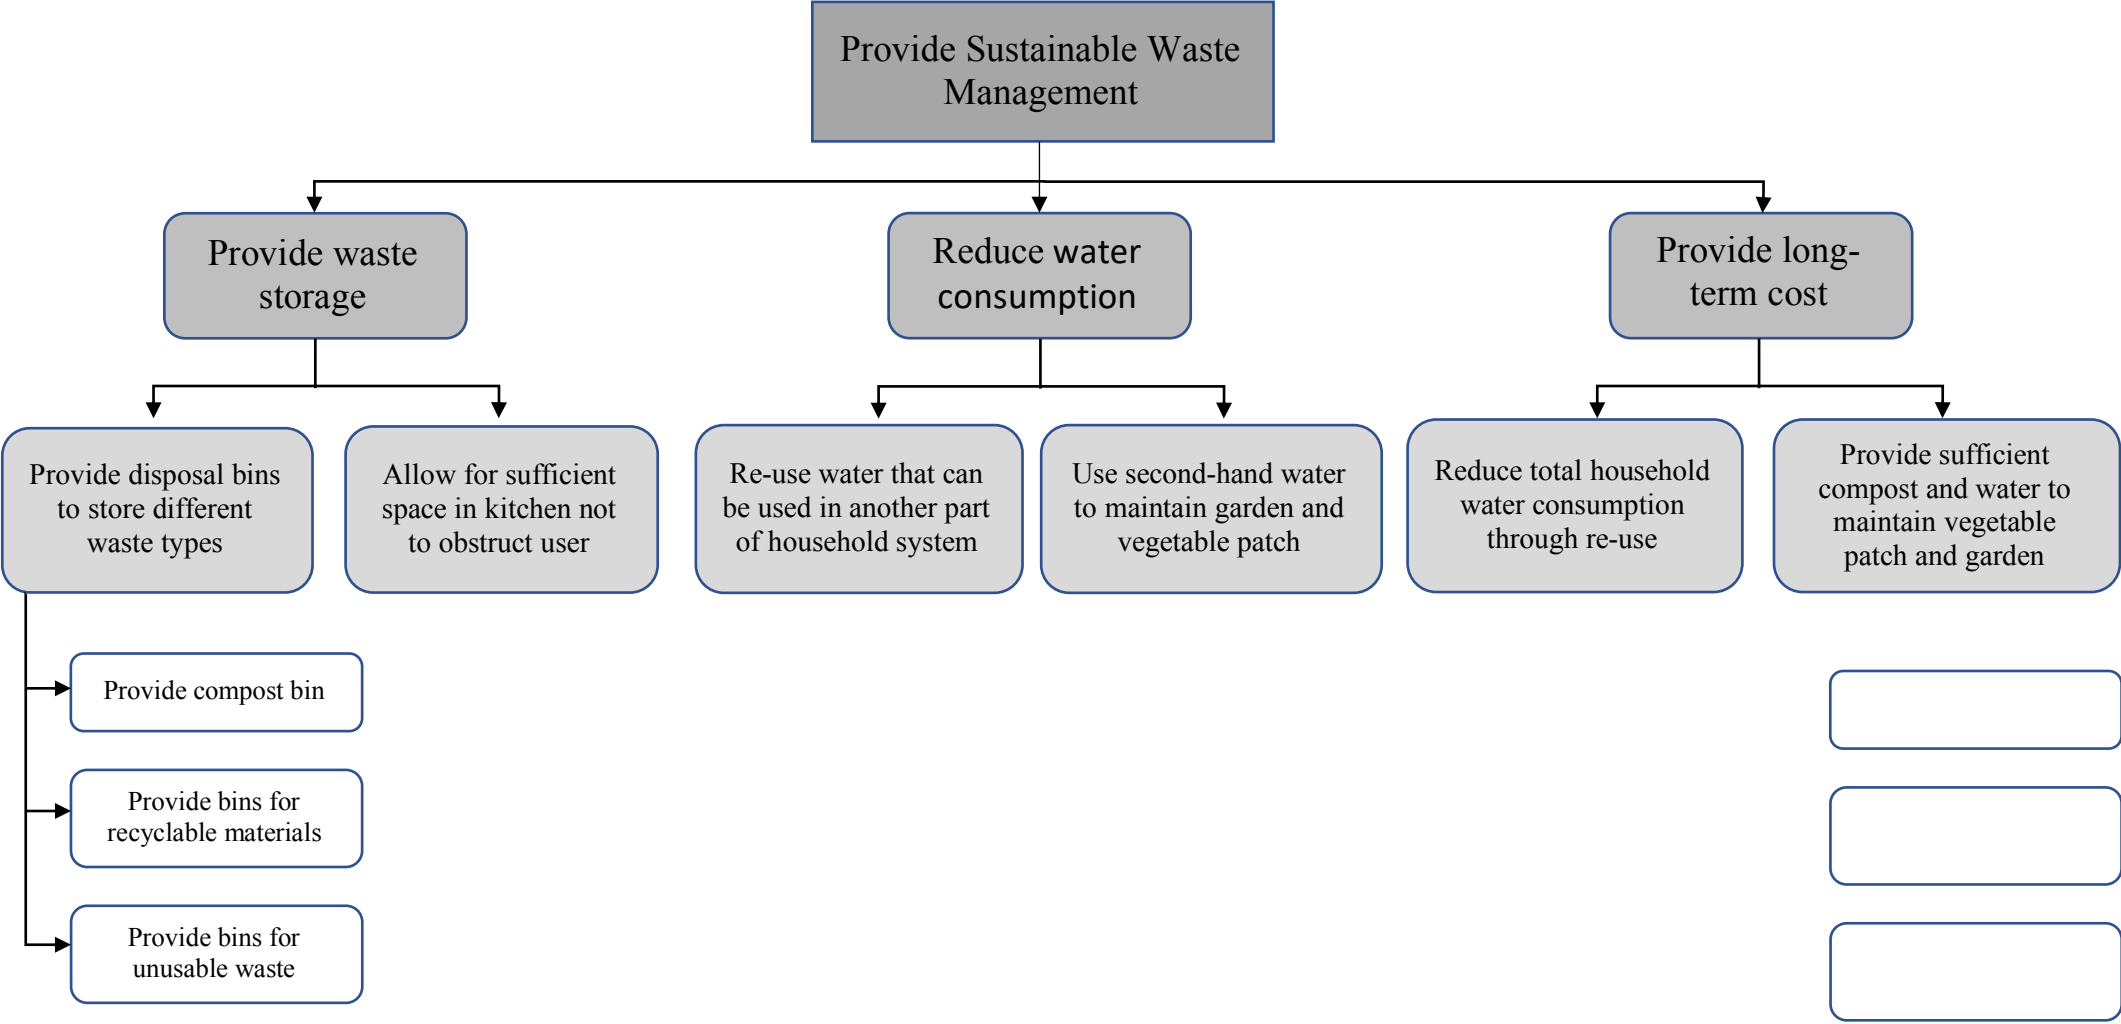 Provide Sustainable Waste
Management
Provide waste
storage
Reduce water
consumption
Provide long-
term cost
Provide disposal bins
to store different
waste types
Allow for sufficient
space in kitchen not
to obstruct user
Re-use water that can
be used in another part
of household system
Use second-hand water
to maintain garden and
vegetable patch
Reduce total household
water consumption
through re-use
Provide sufficient
compost and water to
maintain vegetable
patch and garden
Provide compost bin
Provide bins for
recyclable materials
Provide bins for
unusable waste